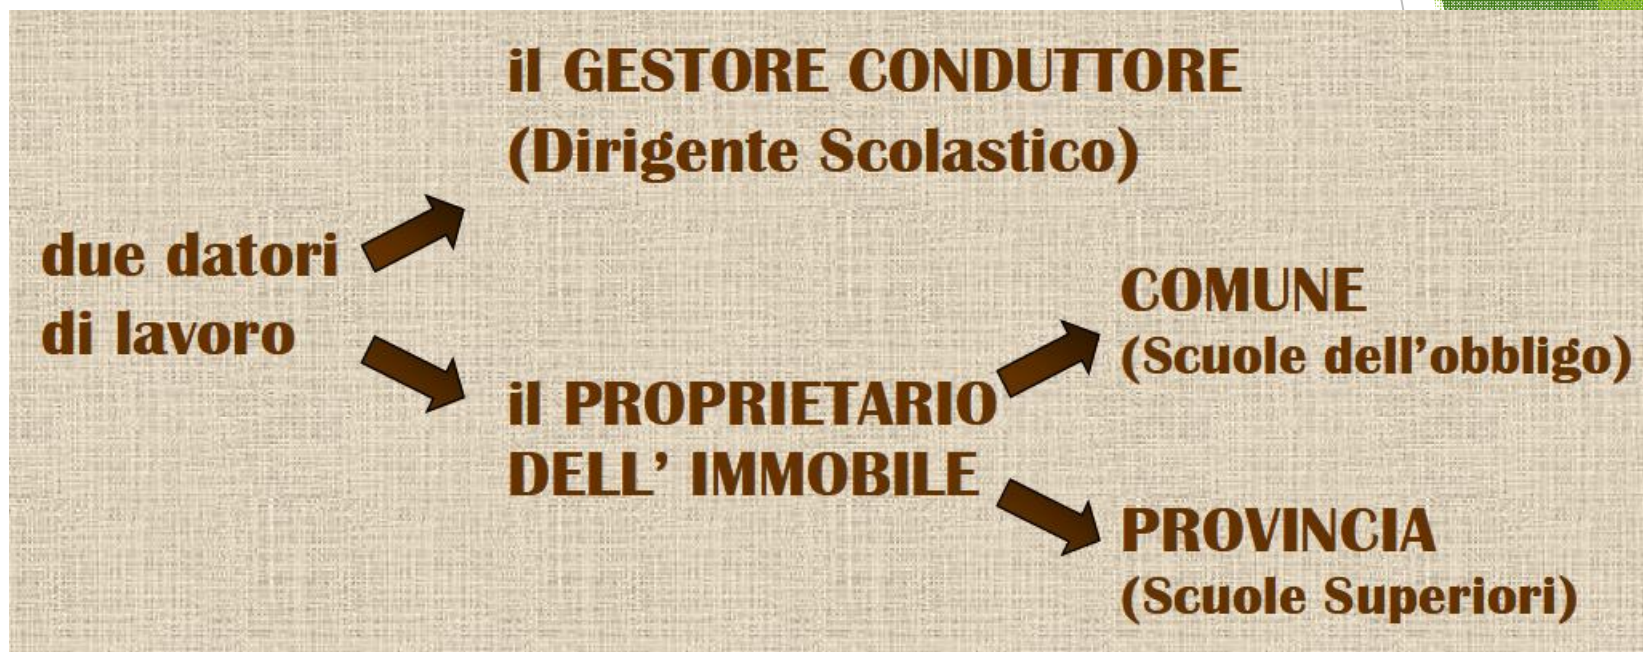 il GESTORE CONDUTTORE
(Dirigente Scolastico)
due datori
di lavoro
il PROPRIETARIO
DELL’ IMMOBILE
COMUNE
(Scuole dell’obbligo)
PROVINCIA
(Scuole Superiori)